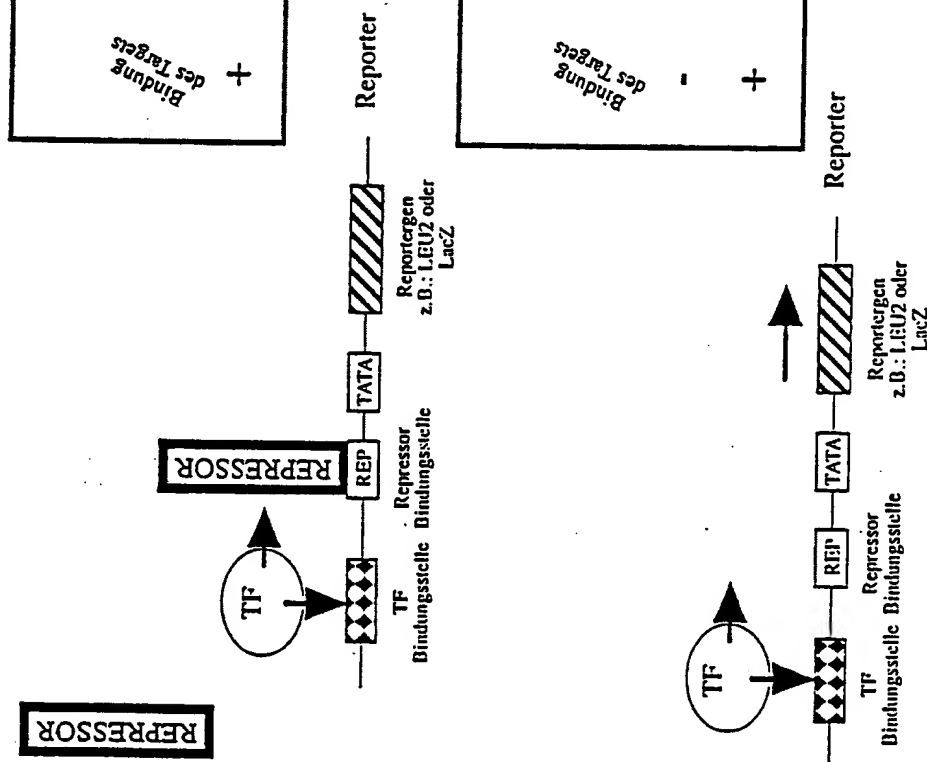 Bindung
des Targets
+
Reporter
REPRESSOR
TF
REP
TATA
TF
Bindungsstelle
Repressor
Bindungsstelle
Reportergen
z.B.: LEU2 oder
LacZ
REPRESSOR
Bindung
des Targets
-
+
Reporter
TF
REP
TATA
TF
Bindungsstelle
Repressor
Bindungsstelle
Reportergen
z.B.: LEU2 oder
LacZ